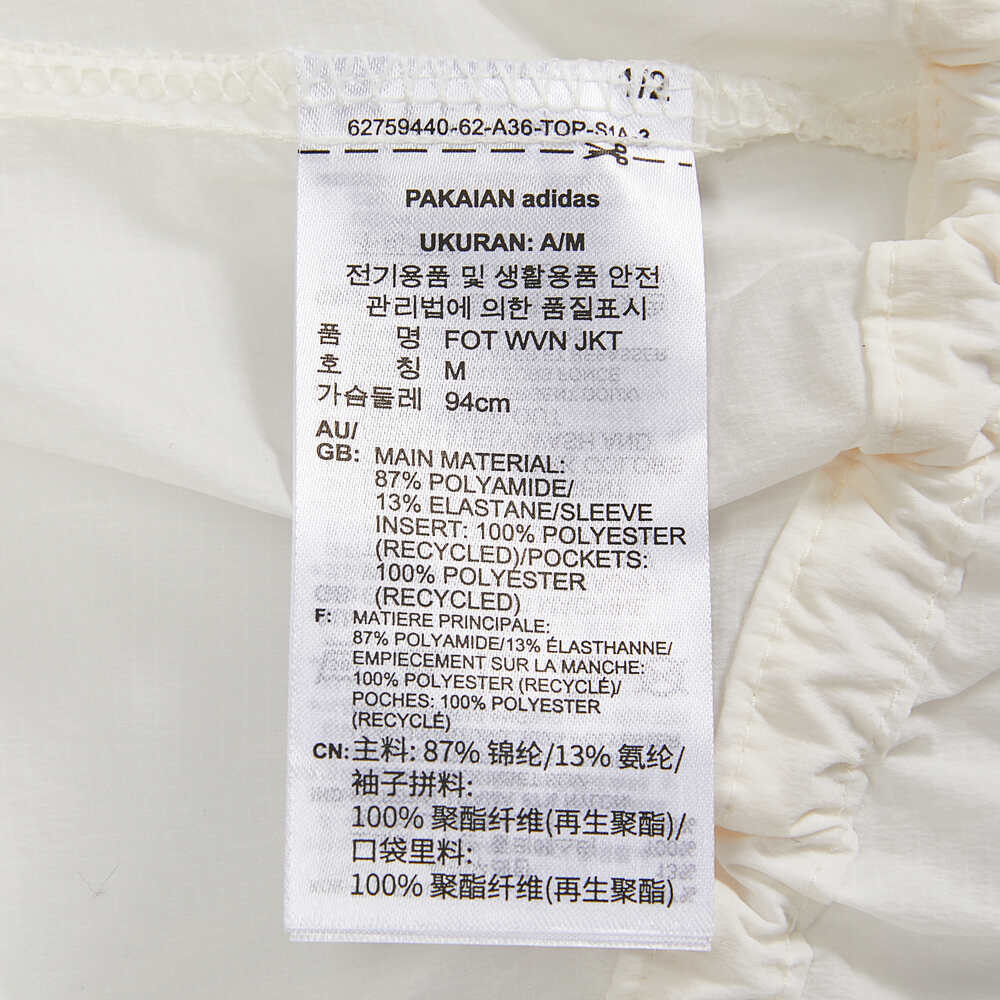 1/2
62759440-62-A36-TOP-S1A-3
PAKAIAN adidas
UKURAN: A/M
전기용품 및 생활용품 안전
관리법에 의한 품질표시
품 명 FOT WVN JKT
호 칭 M
가슴둘레 94cm
AU/
GB: MAIN MATERIAL:
87% POLYAMIDE/
13% ELASTANE/SLEEVE
INSERT: 100% POLYESTER
(RECYCLED)/POCKETS:
100% POLYESTER
(RECYCLED)
F: MATIERE PRINCIPALE:
87% POLYAMIDE/13% ÉLASTHANNE/
EMPIECEMENT SUR LA MANCHE:
100% POLYESTER (RECYCLÉ)/
POCHES: 100% POLYESTER
(RECYCLÉ)
CN: 主料: 87% 锦纶/13% 氨纶/
袖子拼料:
100% 聚酯纤维(再生聚酯)/
口袋里料:
100% 聚酯纤维(再生聚酯)